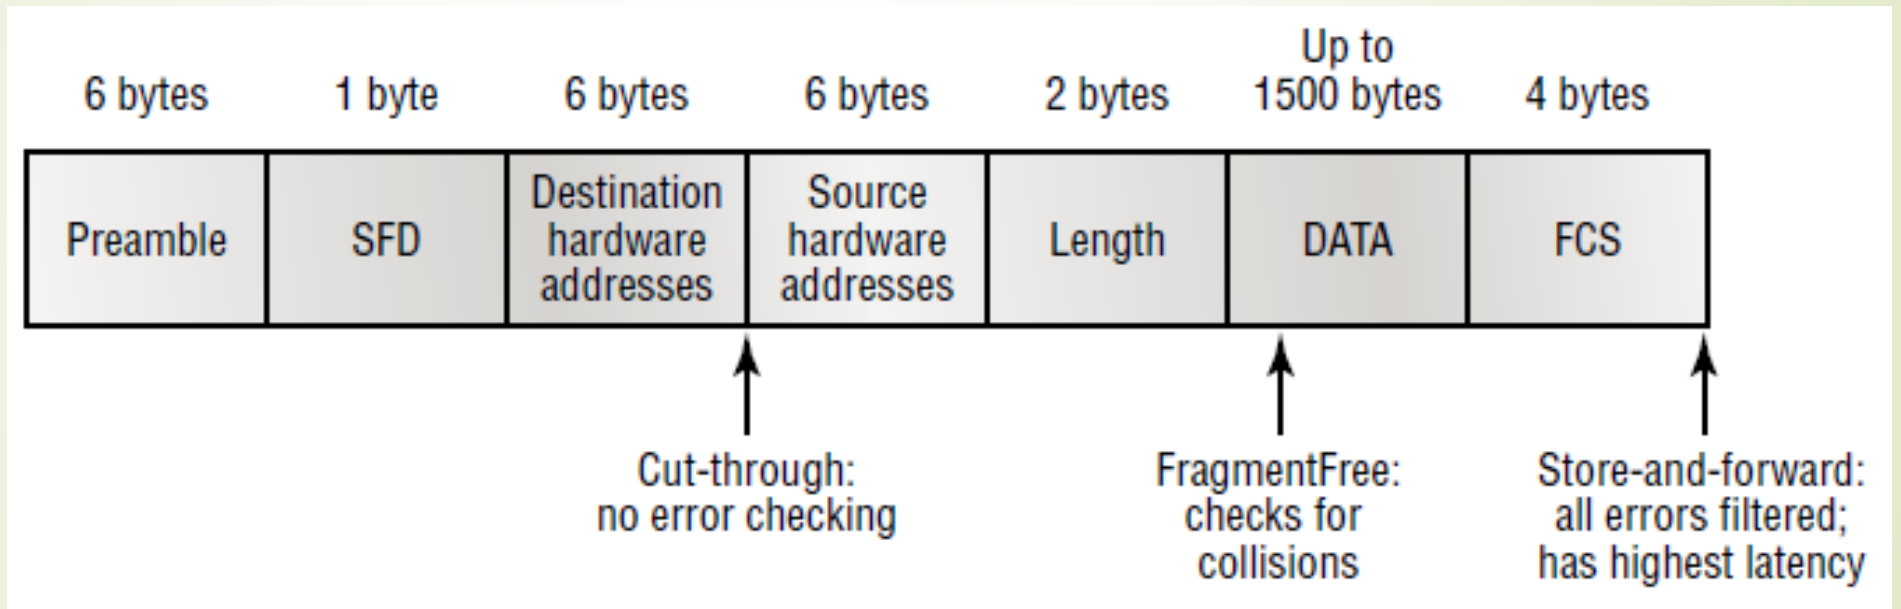 6 bytes
1 byte
6 bytes
6 bytes
2 bytes
Up to
1500 bytes
4 bytes
Preamble
SFD
Destination
hardware
addresses
Source
hardware
addresses
Length
DATA
FCS
Cut-through:
no error checking
FragmentFree:
checks for
collisions
Store-and-forward:
all errors filtered;
has highest latency